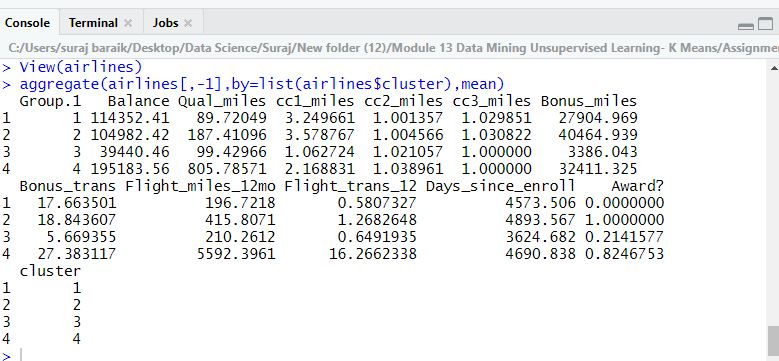 Console Terminal × Jobs ×
C:/Users/suraj baraik/Desktop/Data Science/Suraj/New folder (12)/Module 13 Data Mining Unsupervised Learning- K Means/Assignme
> View(airlines)
> aggregate(airlines[,-1],by=list(airlines$cluster),mean)
Group.1 Balance Qual_miles cc1_miles cc2_miles cc3_miles Bonus_miles
1 1 114352.41 89.72049 3.249661 1.001357 1.029851 27904.969
2 2 104982.42 187.41096 3.578767 1.004566 1.030822 40464.939
3 3 39440.46 99.42966 1.062724 1.021057 1.000000 3386.043
4 4 195183.56 805.78571 2.168831 1.038961 1.000000 32411.325
Bonus_trans Flight_miles_12mo Flight_trans_12 Days_since_enroll Award?
1 17.663501 196.7218 0.5807327 4573.506 0.0000000
2 18.843607 415.8071 1.2682648 4893.567 1.0000000
3 5.669355 210.2612 0.6491935 3624.682 0.2141577
4 27.383117 5592.3961 16.2662338 4690.838 0.8246753
cluster
1 1
2 2
3 3
4 4
>